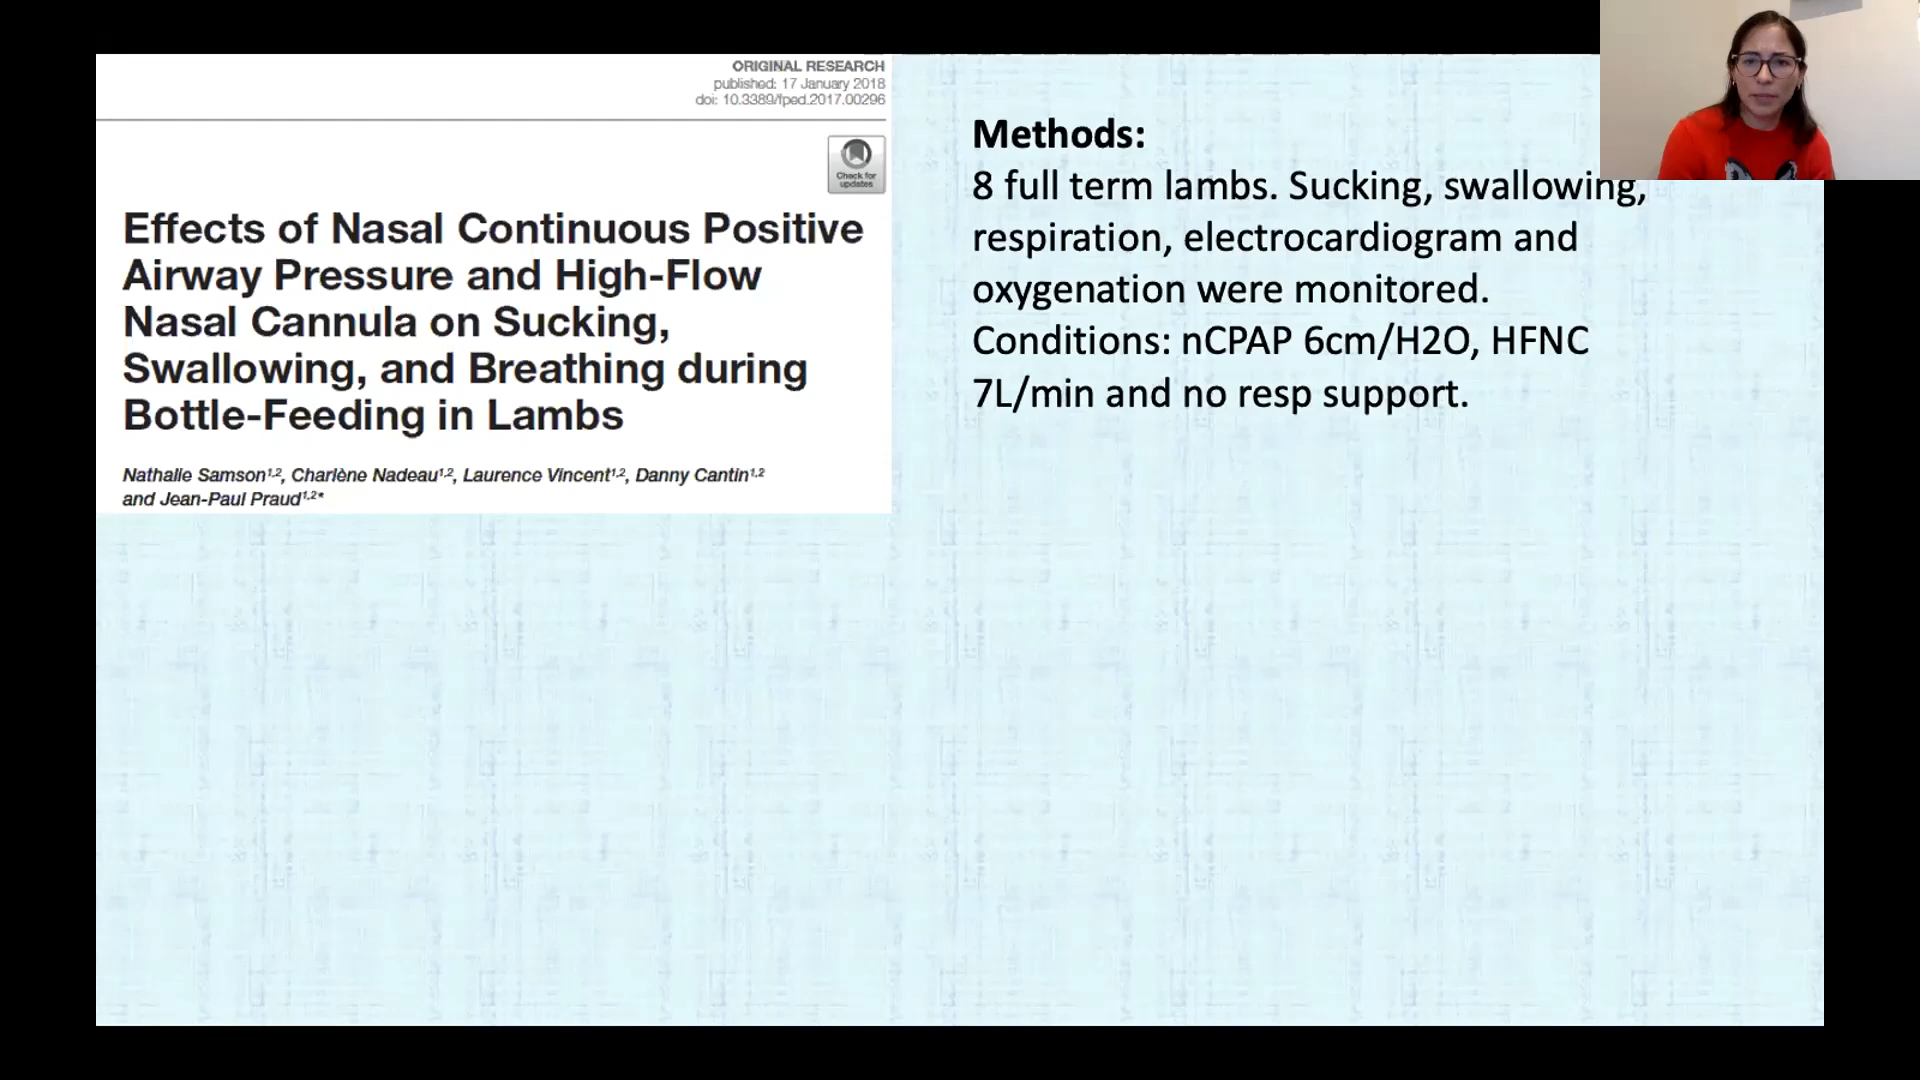 ORIGINAL RESEARCH
published: 17 January 2018
doi: 10.3389/fped.2017.00296
Check for
updates
Effects of Nasal Continuous Positive
Airway Pressure and High-Flow
Nasal Cannula on Sucking,
Swallowing, and Breathing during
Bottle-Feeding in Lambs
Nathalie Samson1,2, Charlène Nadeau1,2, Laurence Vincent1,2, Danny Cantin1,2
and Jean-Paul Praud1,2*
Methods:
8 full term lambs. Sucking, swallowing,
respiration, electrocardiogram and
oxygenation were monitored.
Conditions: nCPAP 6cm/H2O, HFNC
7L/min and no resp support.